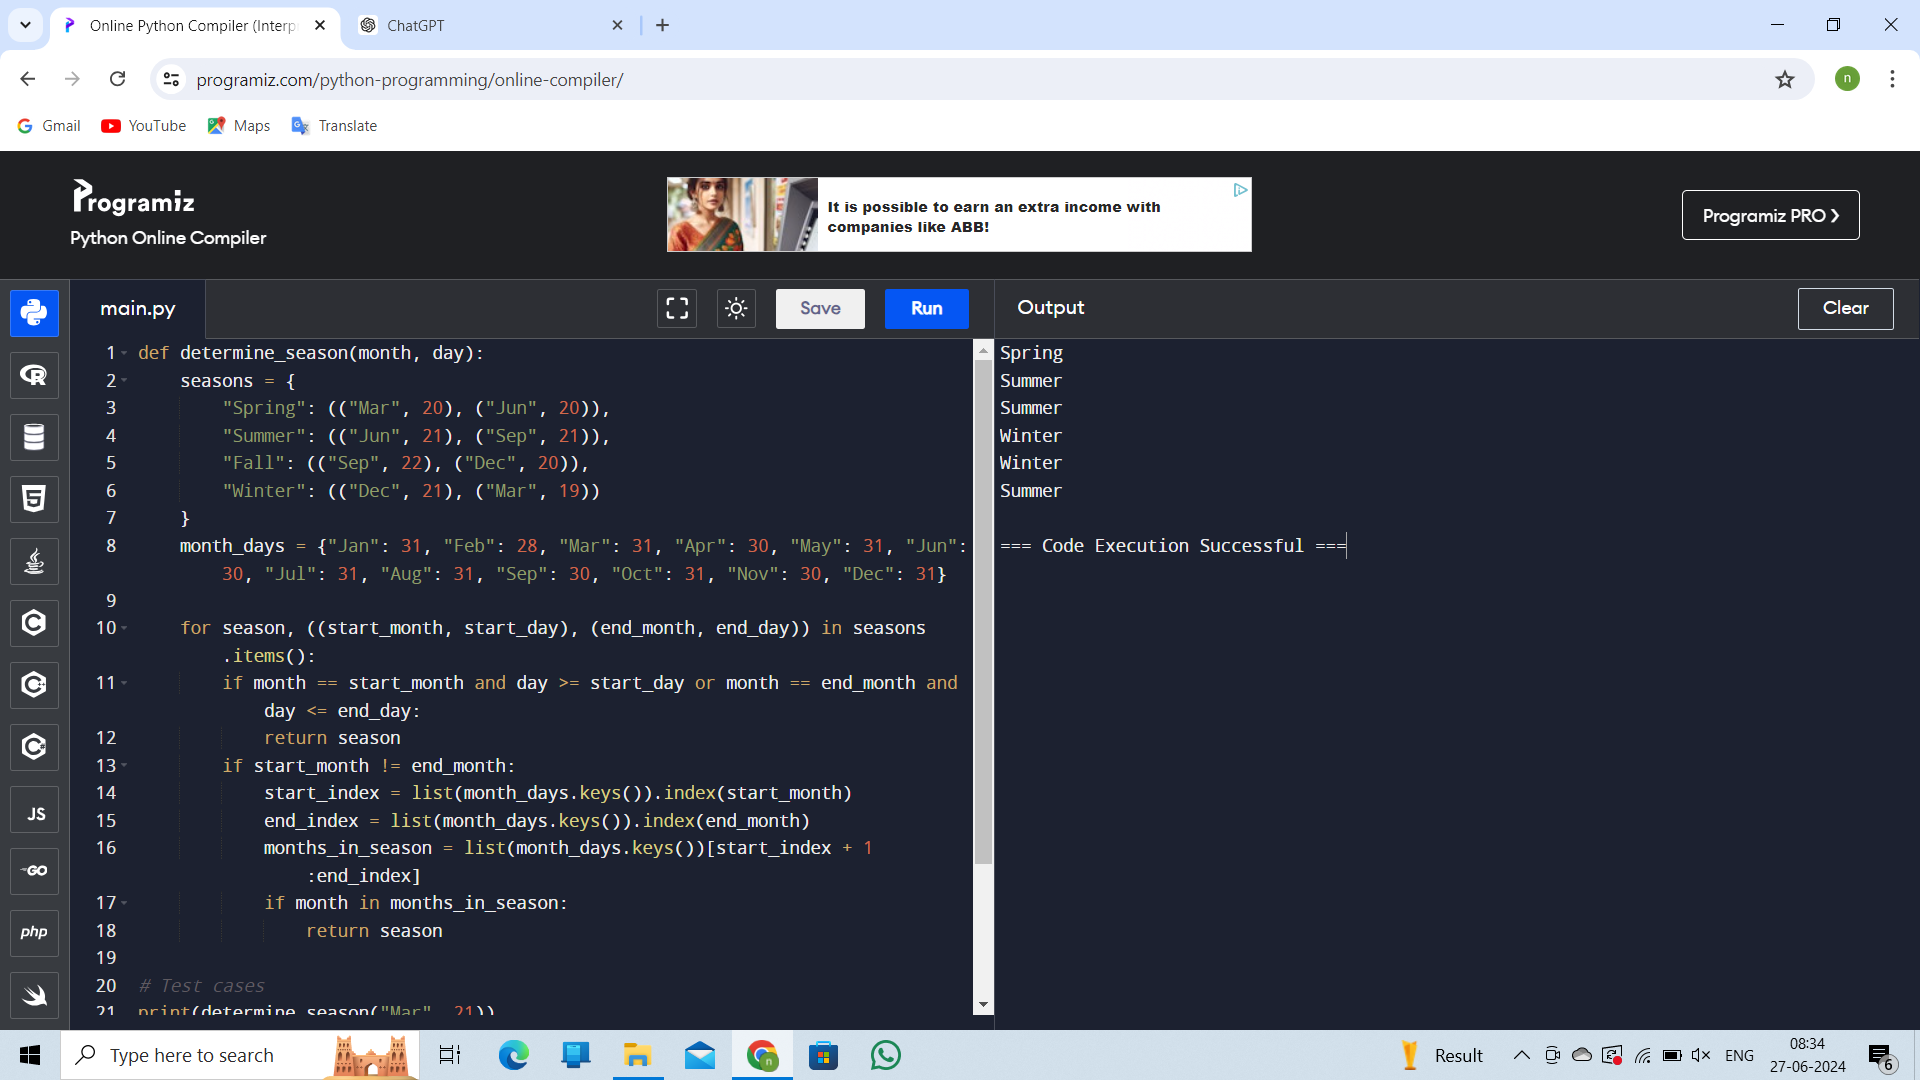 Online Python Compiler (Interp
ChatGPT
programiz.com/python-programming/online-compiler/
n
Gmail
YouTube
Maps
Translate
Programiz
Python Online Compiler
It is possible to earn an extra income with
companies like ABB!
Programiz PRO ❯
main.py
Save
Run
Output
Clear
1 def determine_season(month, day):
2 seasons = {
3 "Spring": (("Mar", 20), ("Jun", 20)),
4 "Summer": (("Jun", 21), ("Sep", 21)),
5 "Fall": (("Sep", 22), ("Dec", 20)),
6 "Winter": (("Dec", 21), ("Mar", 19))
7 }
8 month_days = {"Jan": 31, "Feb": 28, "Mar": 31, "Apr": 30, "May": 31, "Jun":
30, "Jul": 31, "Aug": 31, "Sep": 30, "Oct": 31, "Nov": 30, "Dec": 31}
9
10 for season, ((start_month, start_day), (end_month, end_day)) in seasons
.items():
11 if month == start_month and day >= start_day or month == end_month and
day <= end_day:
12 return season
13 if start_month != end_month:
14 start_index = list(month_days.keys()).index(start_month)
15 end_index = list(month_days.keys()).index(end_month)
16 months_in_season = list(month_days.keys())[start_index + 1
:end_index]
17 if month in months_in_season:
18 return season
19
20 # Test cases
21 print(determine_season("Mar", 21))
Spring
Summer
Summer
Winter
Winter
Summer
=== Code Execution Successful ===
JS
GO
php
Type here to search
Result
ENG
08:34
27-06-2024
6